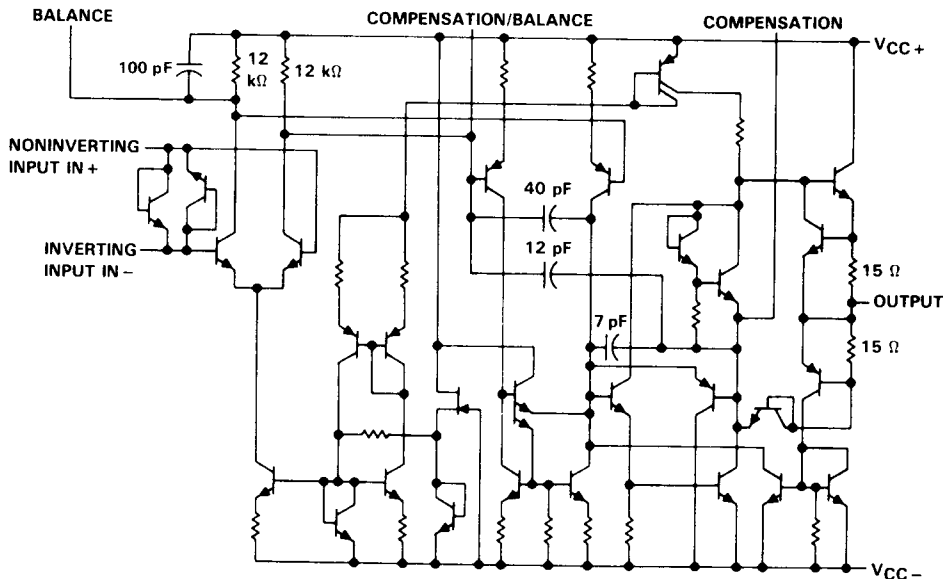 BALANCE
COMPENSATION/BALANCE
COMPENSATION
VCC+
100 pF
12
kΩ
12 kΩ
NONINVERTING
INPUT IN+
40 pF
INVERTING
INPUT IN−
12 pF
15 Ω
OUTPUT
7 pF
15 Ω
VCC−